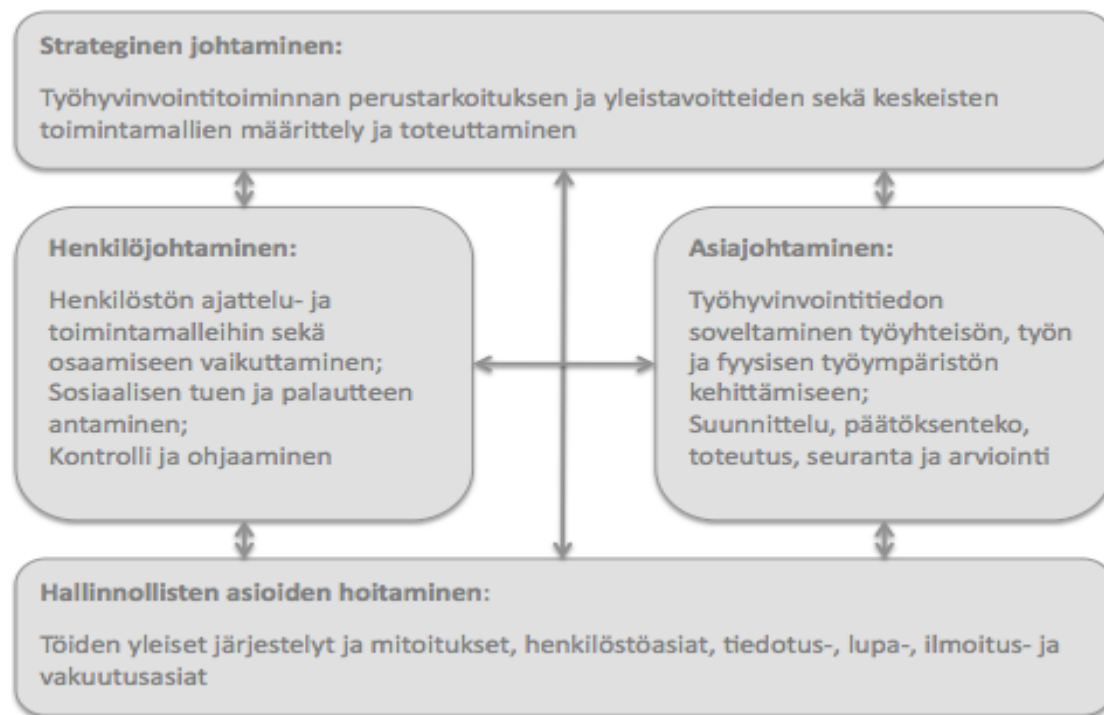 Strateginen johtaminen:
Työhyvinvointitoiminnan perustarkoituksen ja yleistavoitteiden sekä keskeisten
toimintamallien määrittely ja toteuttaminen
Henkilöjohtaminen:
Henkilöstön ajattelu- ja
toimintamalleihin sekä
osaamiseen vaikuttaminen;
Sosiaalisen tuen ja palautteen
antaminen;
Kontrolli ja ohjaaminen
Asiajohtaminen:
Työhyvinvointitiedon
soveltaminen työyhteisön, työn
ja fyysisen työympäristön
kehittämiseen;
Suunnittelu, päätöksenteko,
toteutus, seuranta ja arviointi
Hallinnollisten asioiden hoitaminen:
Töiden yleiset järjestelyt ja mitoitukset, henkilöstöasiat, tiedotus-, lupa-, ilmoitus- ja
vakuutusasiat